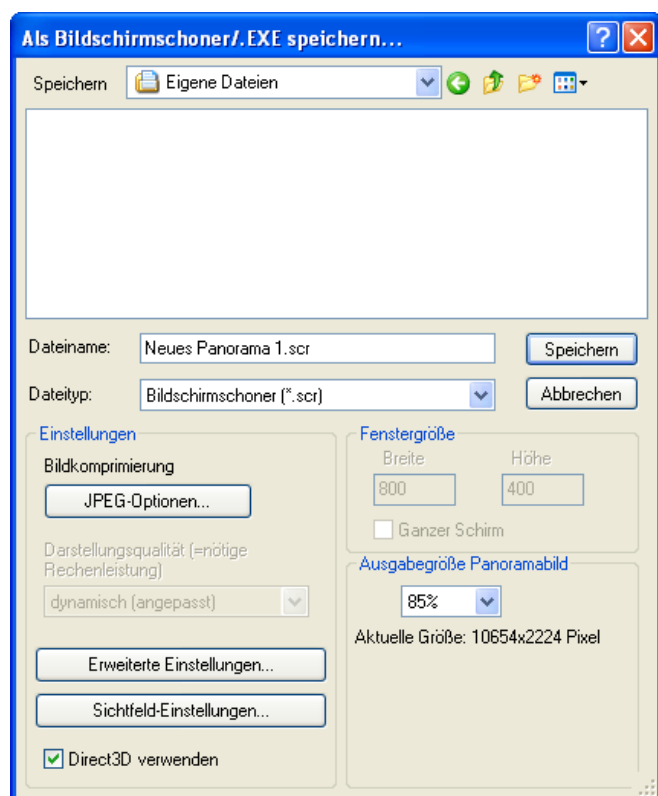 Als Bildschirmschoner/.EXE speichern...
Speichern
Eigene Dateien
Dateiname:
Neues Panorama 1.scr
Speichern
Dateityp:
Bildschirmschoner (*.scr)
Abbrechen
Einstellungen
Bildkomprimierung
JPEG-Optionen...
Darstellungsqualität (=nötige
Rechenleistung)
dynamisch (angepasst)
Erweiterte Einstellungen...
Sichtfeld-Einstellungen...
Direct3D verwenden
Fenstergröße
Breite
Höhe
800
400
Ganzer Schirm
Ausgabegröße Panoramabild
85%
Aktuelle Größe: 10654x2224 Pixel